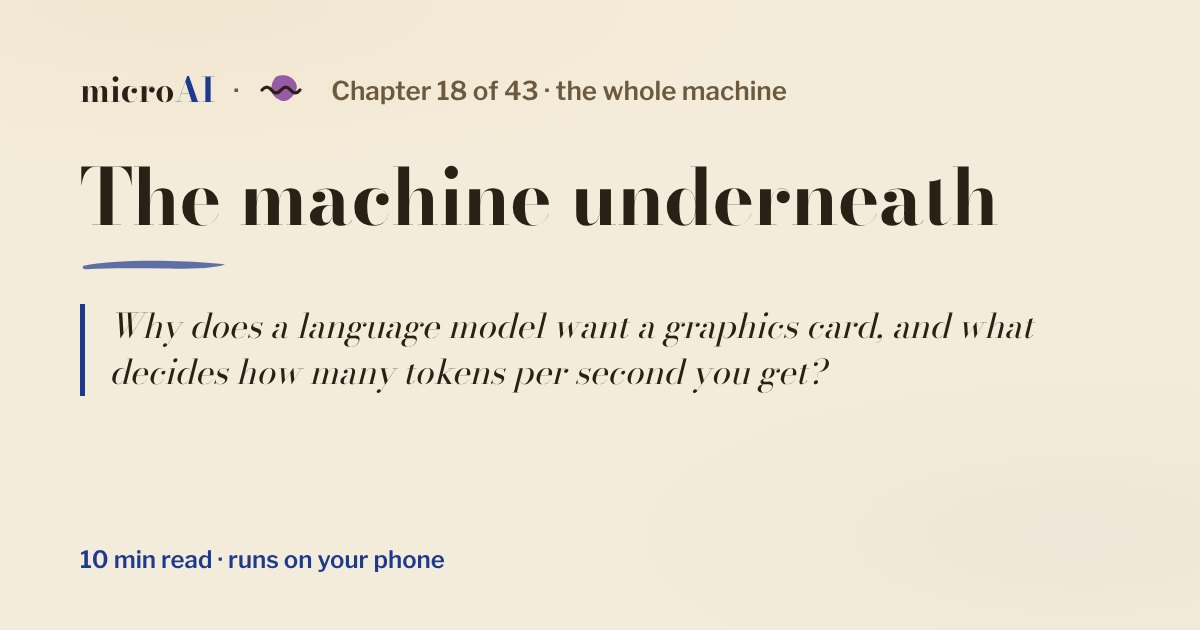 microAI · Chapter 18 of 43 · the whole machine
The machine underneath
Why does a language model want a graphics card, and what
decides how many tokens per second you get?
10 min read · runs on your phone